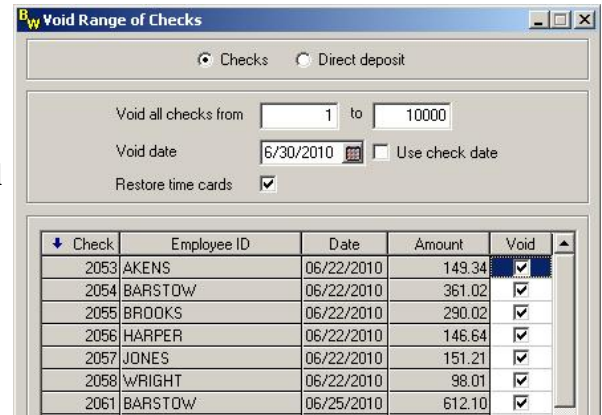 BW Void Range of Checks
Checks Direct deposit
Void all checks from 1 to 10000
Void date 6/30/2010 Use check date
Restore time cards
Check Employee ID Date Amount Void
2053 AKENS 06/22/2010 149.34
2054 BARSTOW 06/22/2010 361.02
2055 BROOKS 06/22/2010 290.02
2056 HARPER 06/22/2010 146.64
2057 JONES 06/22/2010 151.21
2058 WRIGHT 06/22/2010 98.01
2061 BARSTOW 06/25/2010 612.10